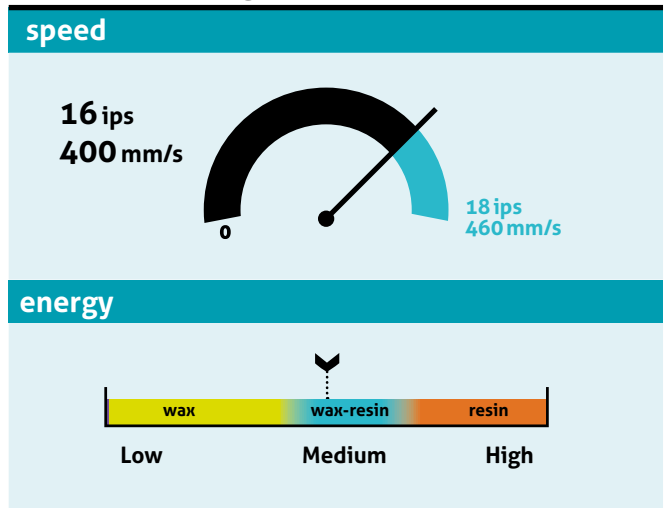 speed
16 ips
400 mm/s
0
18 ips
460 mm/s
energy
wax wax-resin resin
Low Medium High